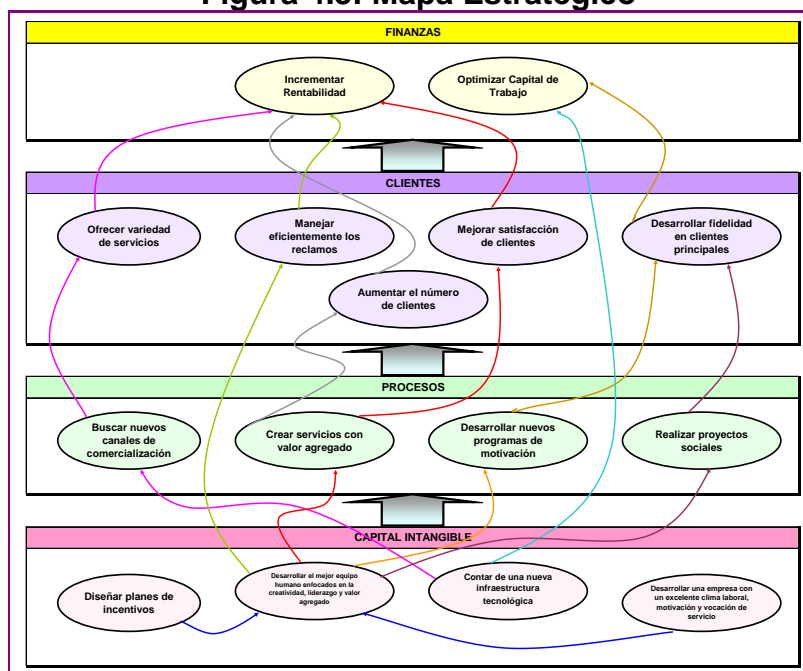 Figura 4.5. Mapa Estratégico
FINANZAS
Incrementar
Rentabilidad
Optimizar Capital de
Trabajo
CLIENTES
Ofrecer variedad
de servicios
Manejar
eficientemente los
reclamos
Mejorar satisfacción
de clientes
Desarrollar fidelidad
en clientes
principales
Aumentar el número
de clientes
PROCESOS
Buscar nuevos
canales de
comercialización
Crear servicios con
valor agregado
Desarrollar nuevos
programas de
motivación
Realizar proyectos
sociales
CAPITAL INTANGIBLE
Diseñar planes de
incentivos
Desarrollar el mejor equipo
humano enfocados en la
creatividad, liderazgo y valor
agregado
Contar de una nueva
infraestructura
tecnológica
Desarrollar una empresa con
un excelente clima laboral,
motivación y vocación de
servicio